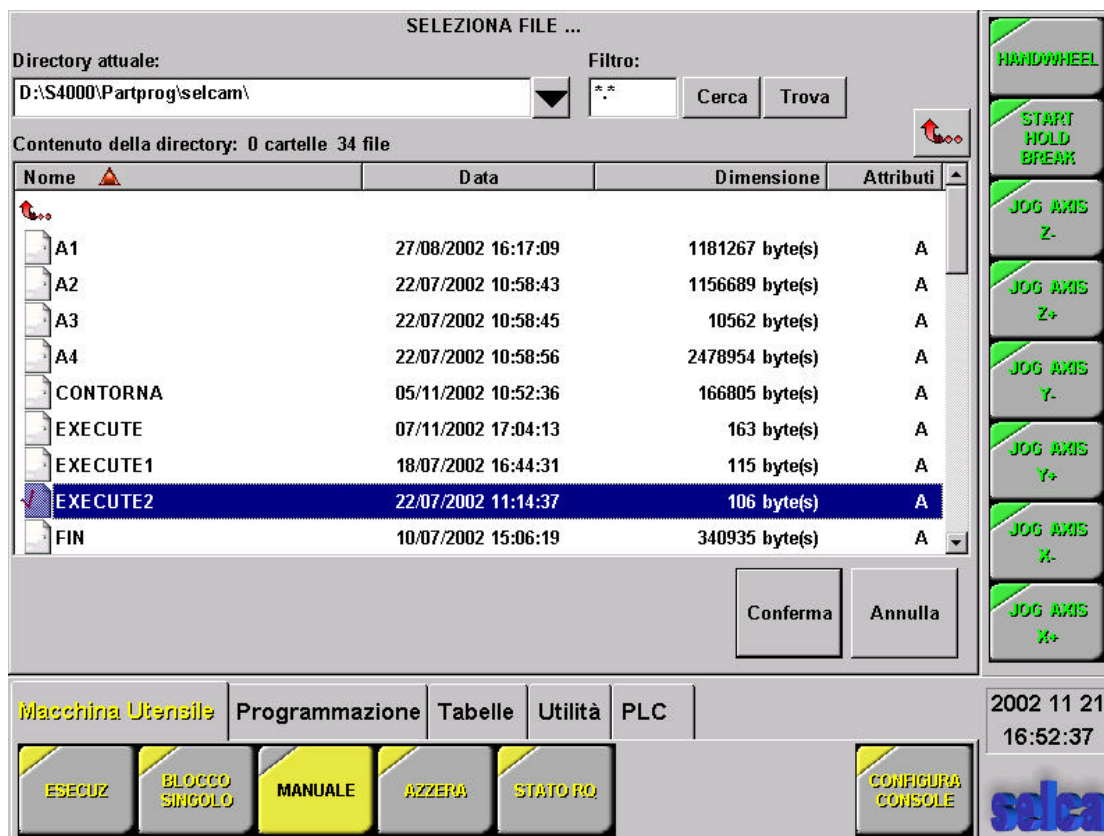 SELEZIONA FILE ...
Directory attuale:
Filtro:
D:\S4000\Partprog\selcam\
*.*
Cerca
Trova
Contenuto della directory: 0 cartelle 34 file
Nome Data Dimensione Attributi
A1 27/08/2002 16:17:09 1181267 byte(s) A
A2 22/07/2002 10:58:43 1156689 byte(s) A
A3 22/07/2002 10:58:45 10562 byte(s) A
A4 22/07/2002 10:58:56 2478954 byte(s) A
CONTORNA 05/11/2002 10:52:36 166805 byte(s) A
EXECUTE 07/11/2002 17:04:13 163 byte(s) A
EXECUTE1 18/07/2002 16:44:31 115 byte(s) A
EXECUTE2 22/07/2002 11:14:37 106 byte(s) A
FIN 10/07/2002 15:06:19 340935 byte(s) A
Conferma
Annulla
HANDWHEEL
START
HOLD
BREAK
JOG AXIS
Z-
JOG AXIS
Z+
JOG AXIS
Y-
JOG AXIS
Y+
JOG AXIS
X-
JOG AXIS
X+
Macchina Utensile
Programmazione
Tabelle
Utilità
PLC
2002 11 21
16:52:37
ESECUZ
BLOCCO
SINGOLO
MANUALE
AZZERA
STATO RQ
CONFIGURA
CONSOLE
selca